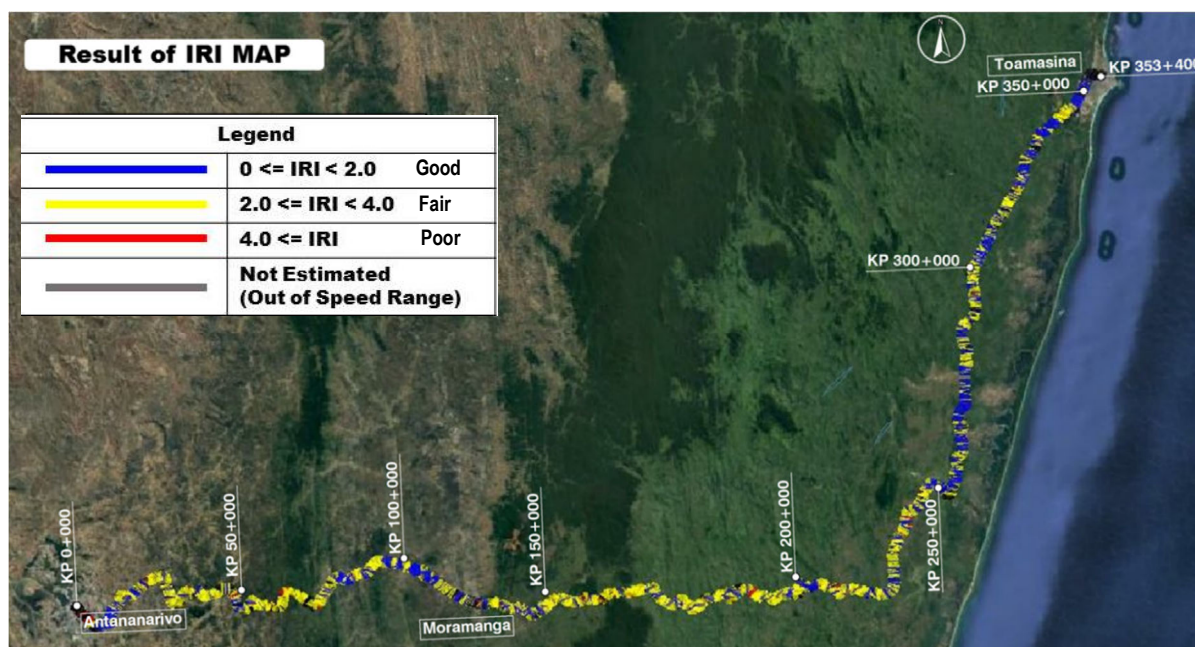 Result of IRI MAP
Legend
0 <= IRI < 2.0 Good
2.0 <= IRI < 4.0 Fair
4.0 <= IRI Poor
Not Estimated
(Out of Speed Range)
Toamasina
KP 353+400
KP 350+000
KP 300+000
KP 250+000
KP 200+000
KP 150+000
KP 100+000
KP 50+000
KP 0+000
Antananarivo
Moramanga